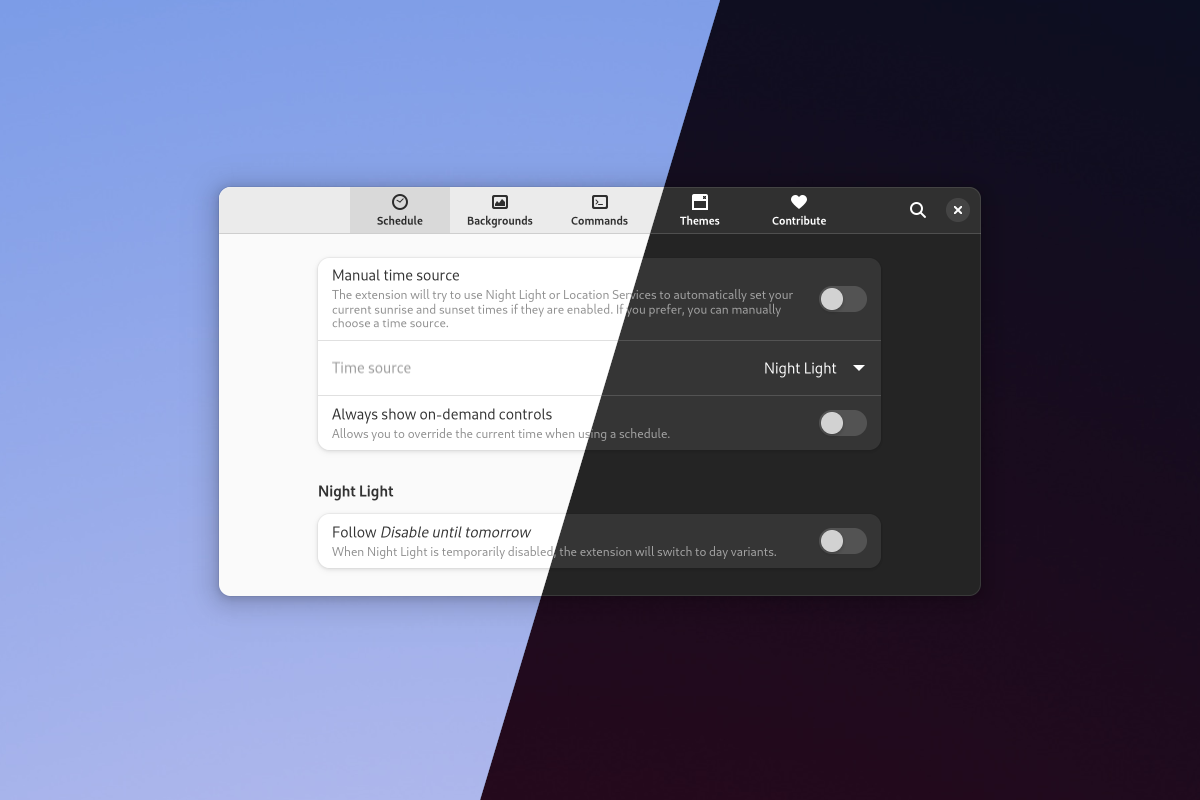 Schedule
Backgrounds
Commands
Themes
Contribute
Manual time source
The extension will try to use Night Light or Location Services to automatically set your
current sunrise and sunset times if they are enabled. If you prefer, you can manually
choose a time source.
Time source
Night Light
Always show on-demand controls
Allows you to override the current time when using a schedule.
Night Light
Follow Disable until tomorrow
When Night Light is temporarily disabled, the extension will switch to day variants.